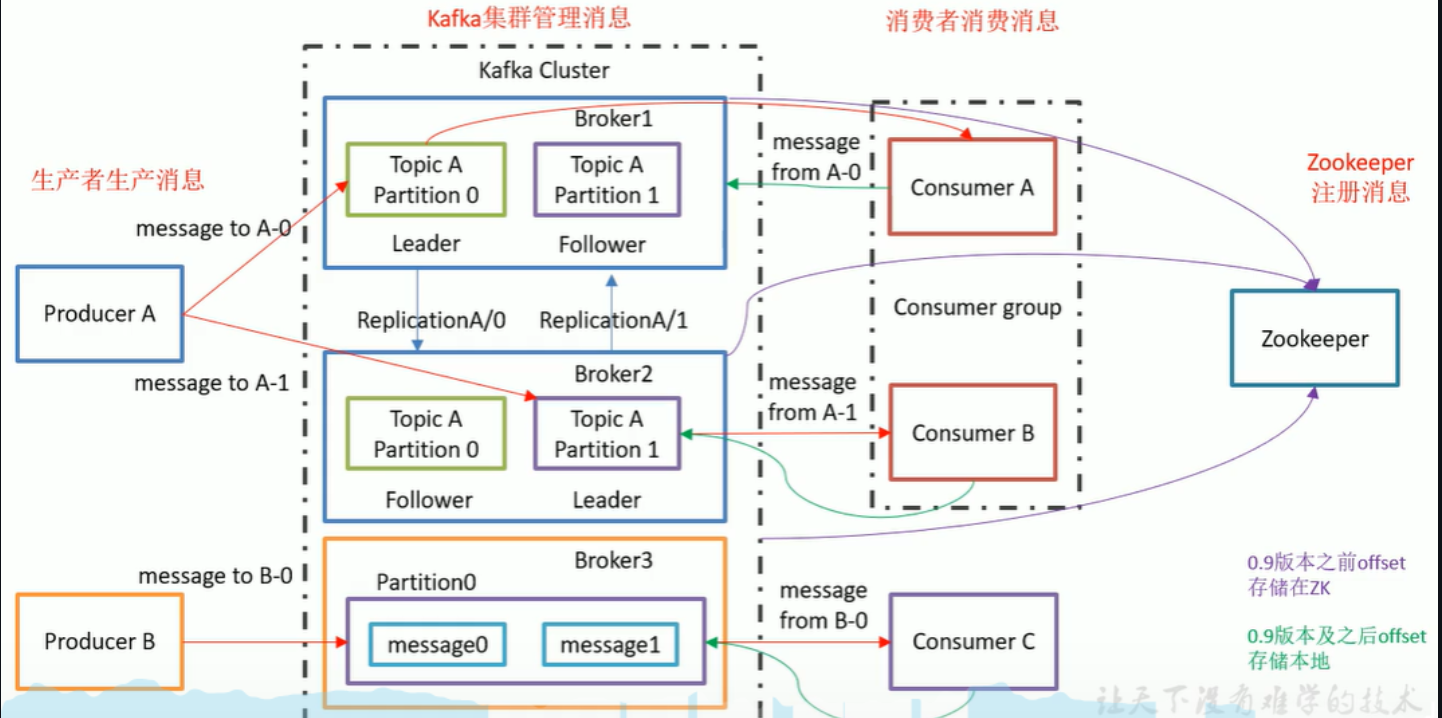 Kafka集群管理消息
消费者消费消息
Kafka Cluster
Broker1
Topic A
Partition 0
Topic A
Partition 1
Leader
Follower
message
from A-0
Consumer A
Zookeeper
注册消息
生产者生产消息
message to A-0
Producer A
message to A-1
ReplicationA/0
ReplicationA/1
Consumer group
Zookeeper
Broker2
Topic A
Partition 0
Topic A
Partition 1
Follower
Leader
message
from A-1
Consumer B
message to B-0
Producer B
Broker3
Partition0
message0
message1
message
from B-0
Consumer C
0.9版本之前offset
存储在ZK
0.9版本及之后offset
存储本地
让天下没有难学的技术